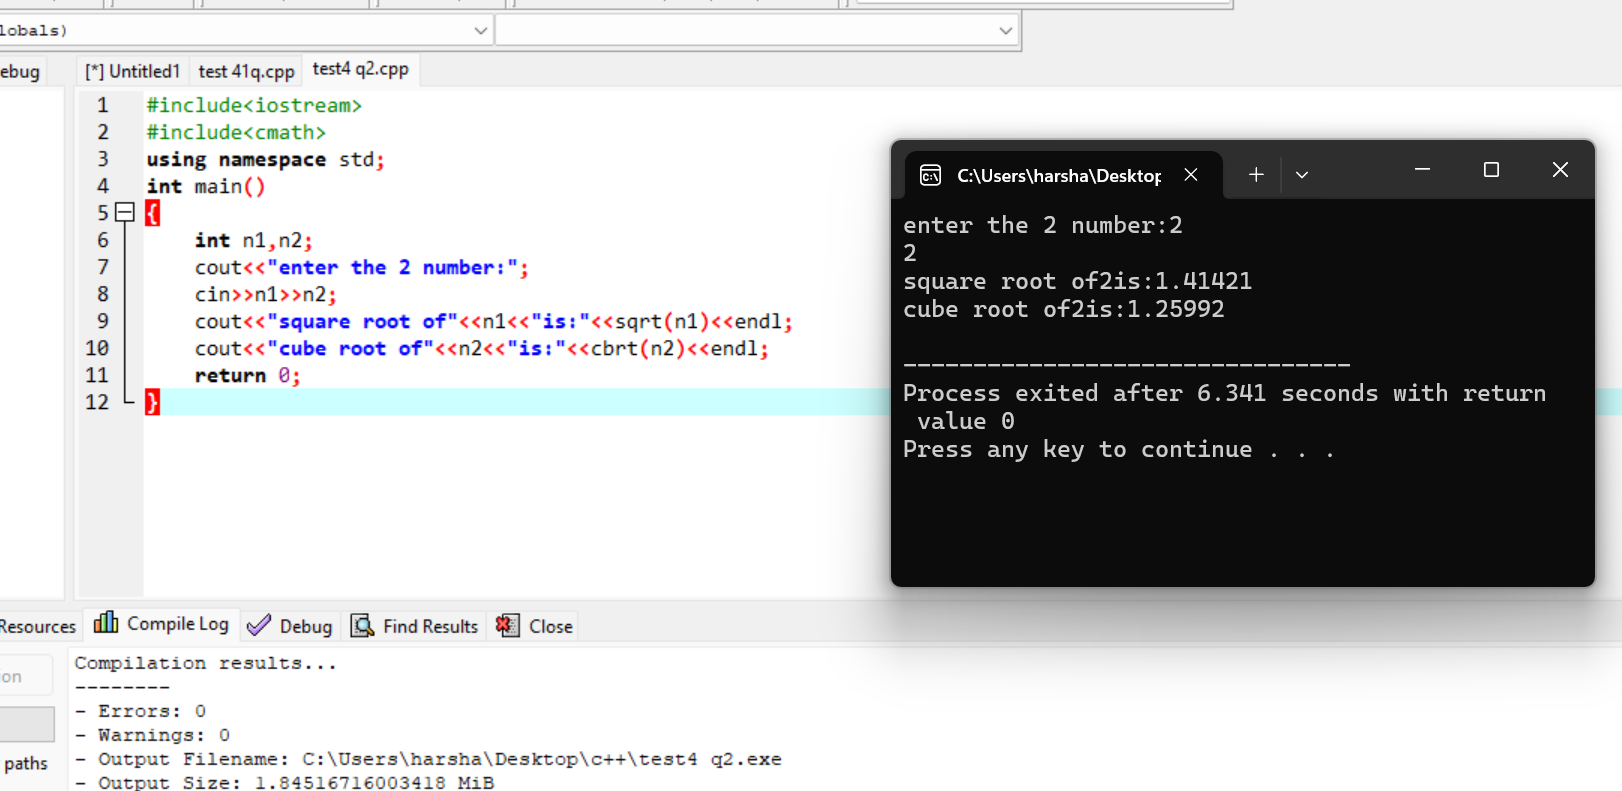 lobals)
ebug
[*] Untitled1
test 41q.cpp
test4 q2.cpp
1 #include<iostream>
2 #include<cmath>
3 using namespace std;
4 int main()
5 {
6 int n1,n2;
7 cout<<"enter the 2 number:";
8 cin>>n1>>n2;
9 cout<<"square root of"<<n1<<"is:"<<sqrt(n1)<<endl;
10 cout<<"cube root of"<<n2<<"is:"<<cbrt(n2)<<endl;
11 return 0;
12 }
C:\Users\harsha\Desktop
enter the 2 number:2
2
square root of2is:1.41421
cube root of2is:1.25992
--------------------------------
Process exited after 6.341 seconds with return
value 0
Press any key to continue . . .
Resources
Compile Log
Debug
Find Results
Close
ion
paths
Compilation results...
--------
- Errors: 0
- Warnings: 0
- Output Filename: C:\Users\harsha\Desktop\c++\test4 q2.exe
- Output Size: 1.84516716003418 MiB